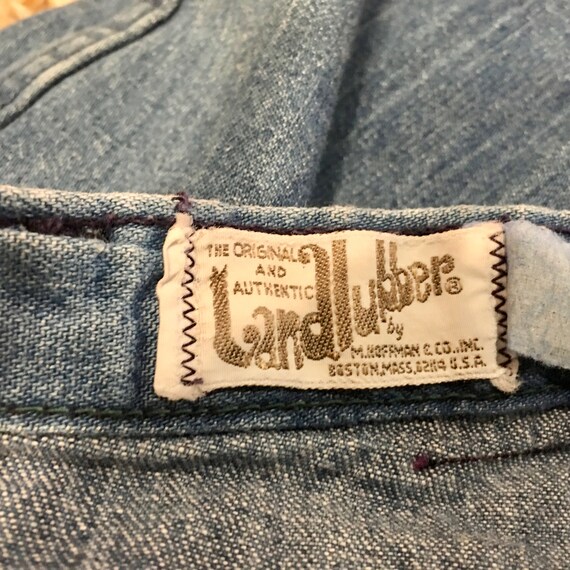 THE ORIGINAL
AND
AUTHENTIC
Landlubber®
by
M. HOFFMAN & CO., INC.
BOSTON, MASS, 02114 U.S.A.